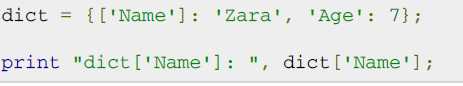 dict = {['Name']: 'Zara', 'Age': 7};
print "dict['Name']: ", dict['Name'];